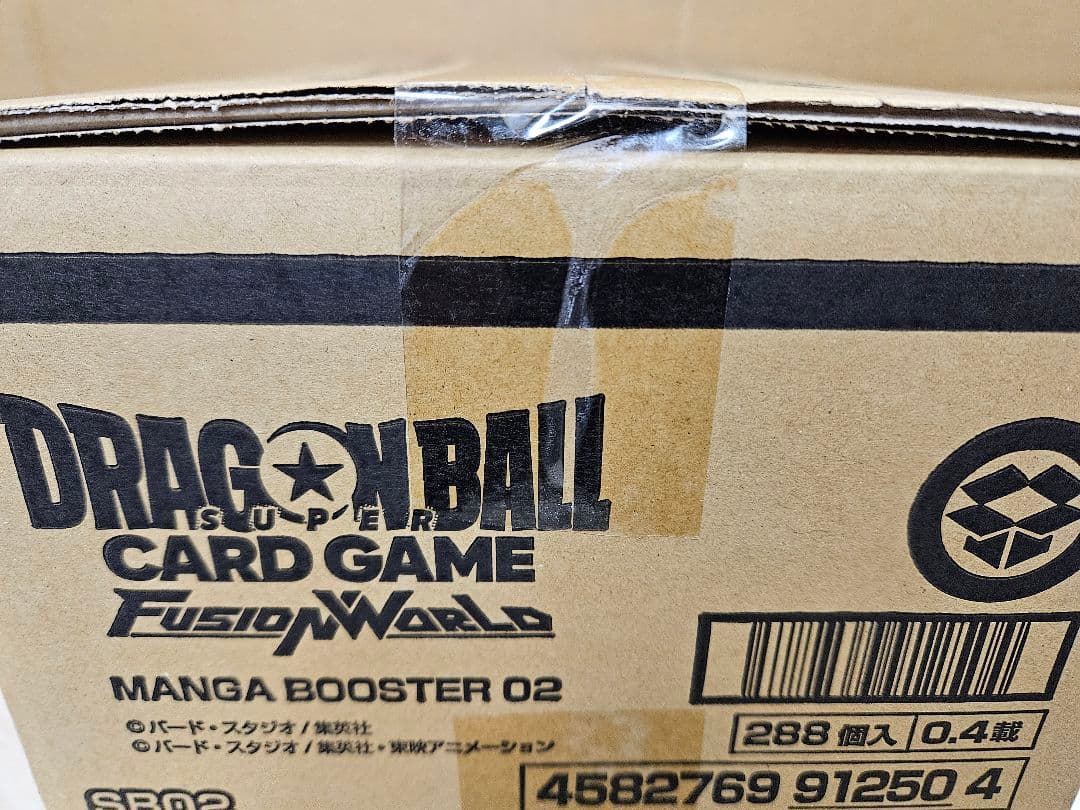 DRAGON BALL
SUPER
CARD GAME
FUSION WORLD
MANGA BOOSTER 02
©バード・スタジオ / 集英社
©バード・スタジオ / 集英社・東映アニメーション
288 個入 0.4載
4582769 91250 4
SB02